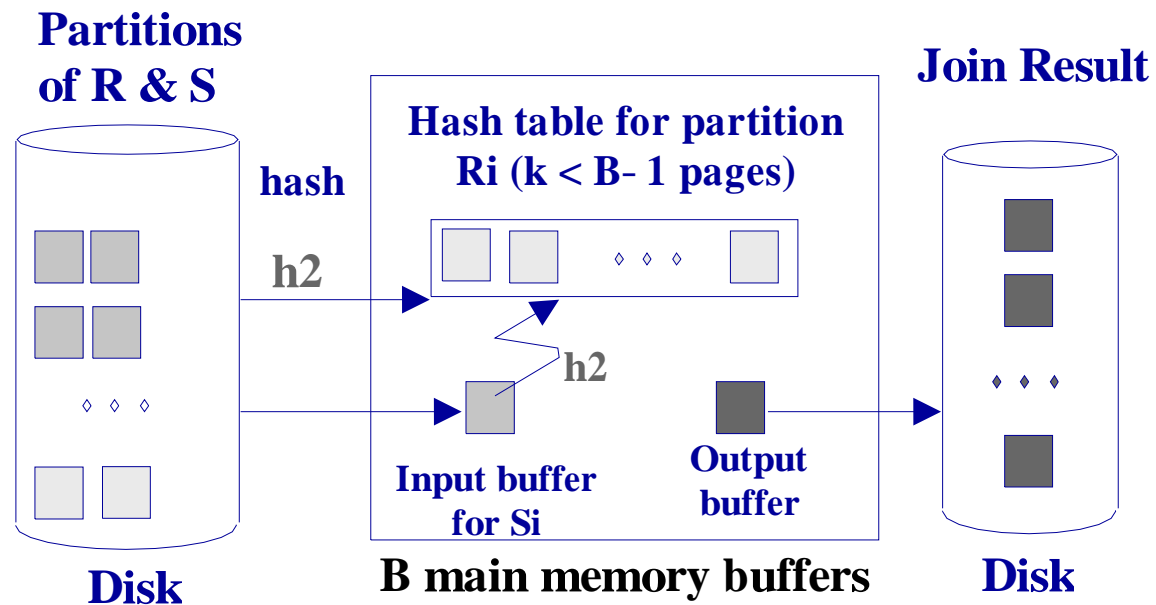 Partitions
of R & S
Join Result
Hash table for partition
Ri (k < B- 1 pages)
hash
h2
h2
Input buffer
for Si
Output
buffer
B main memory buffers
Disk
Disk